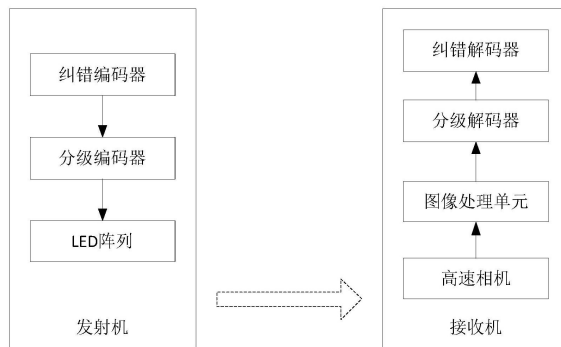 纠错编码器
分级编码器
LED阵列
发射机
纠错解码器
分级解码器
图像处理单元
高速相机
接收机